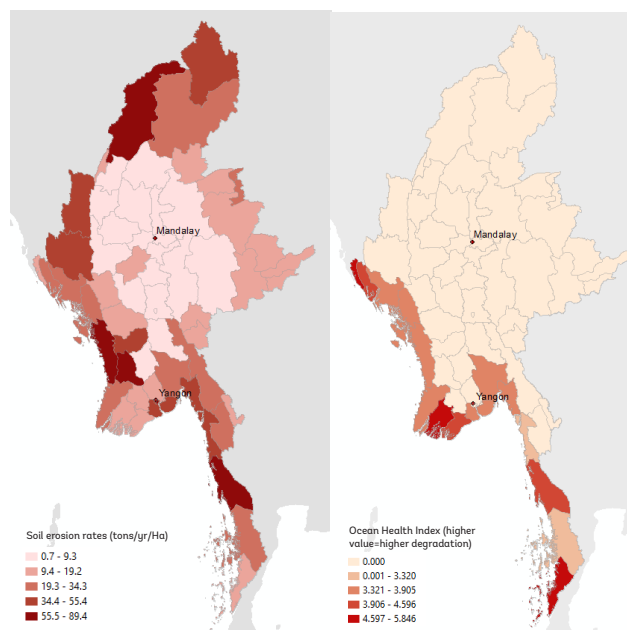 Mandalay
Yangon
Soil erosion rates (tons/yr/Ha)
0.7 - 9.3
9.4 - 19.2
19.3 - 34.3
34.4 - 55.4
55.5 - 89.4
Mandalay
Yangon
Ocean Health Index (higher
value=higher degradation)
0.000
0.001 - 3.320
3.321 - 3.905
3.906 - 4.596
4.597 - 5.846